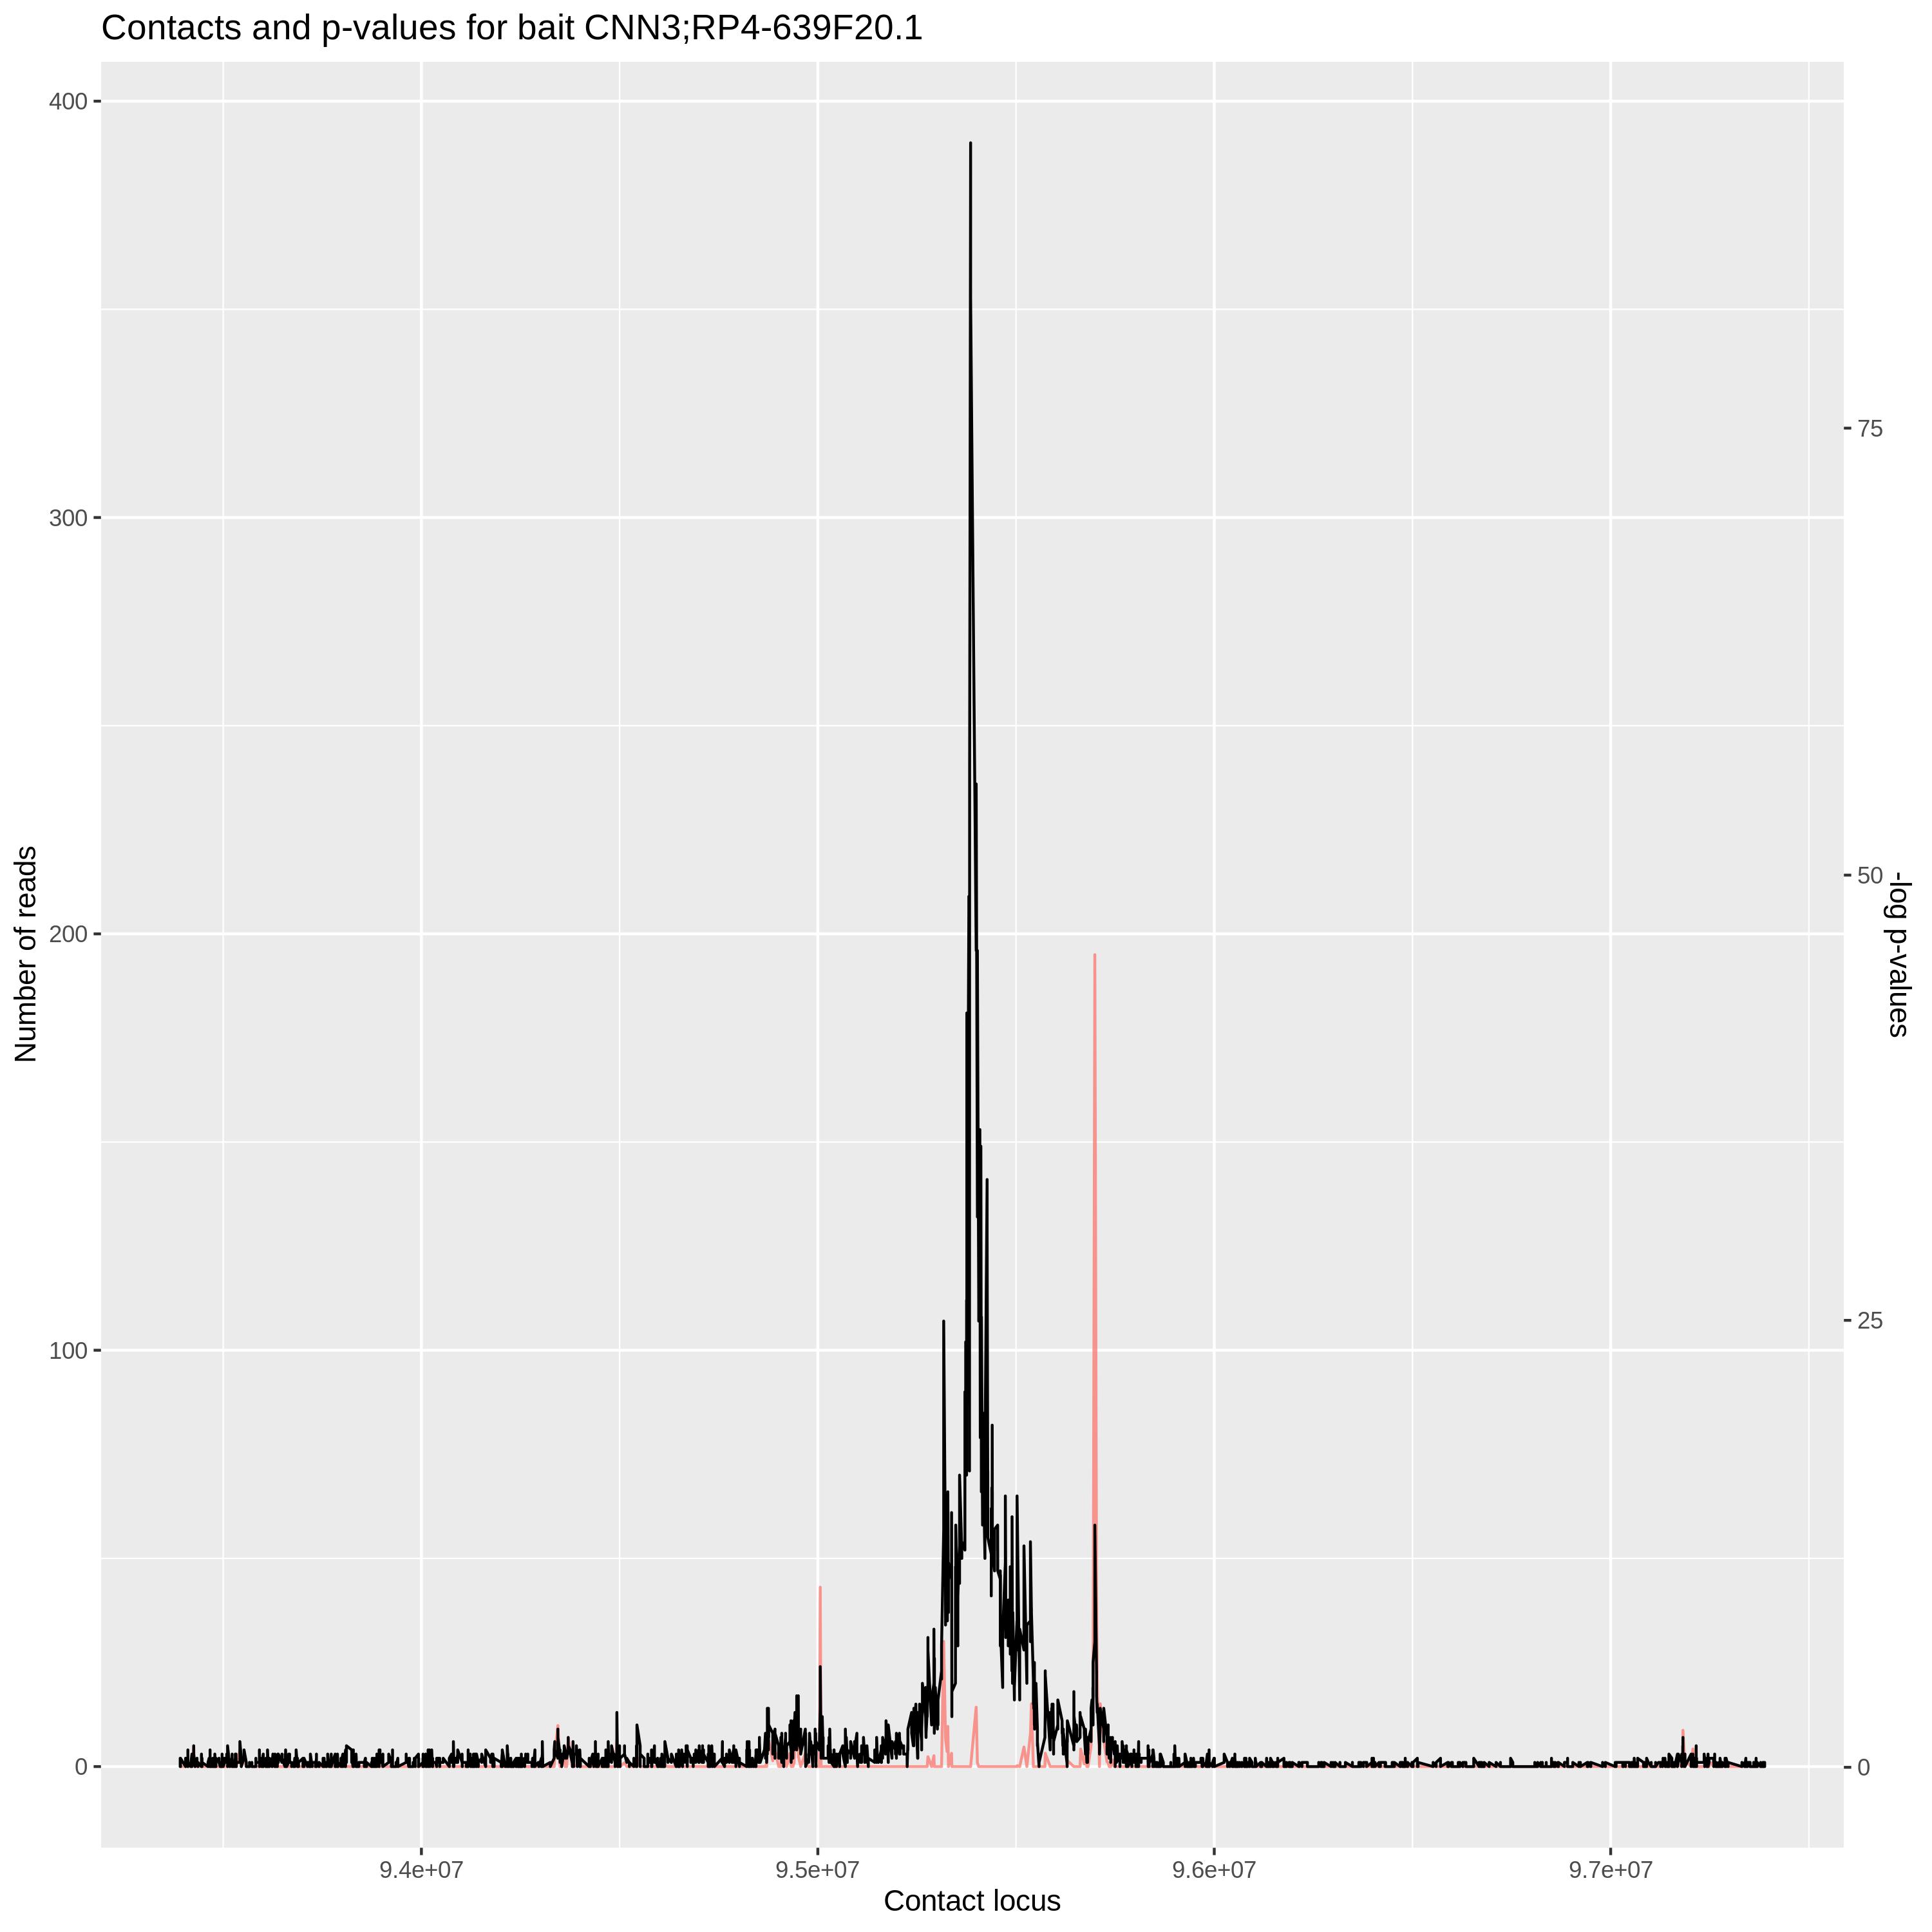 Contacts and p-values for bait CNN3;RP4-639F20.1
400
300
200
100
0
Number of reads
75
50
25
0
-log p-values
9.4e+07
9.5e+07
9.6e+07
9.7e+07
Contact locus